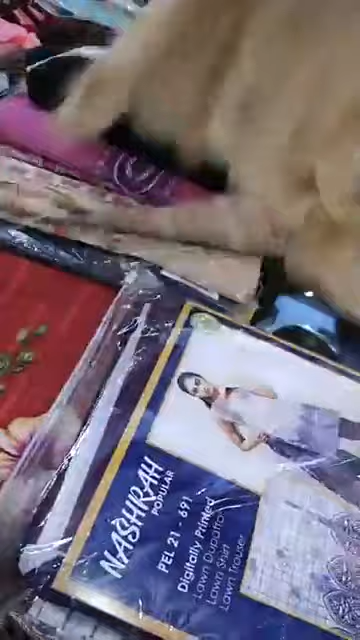 NASHRAH
POPULAR
PEL 21 - 691
Digitally Printed
Lawn Dupatta
Lawn Shirt
Lawn Trouser